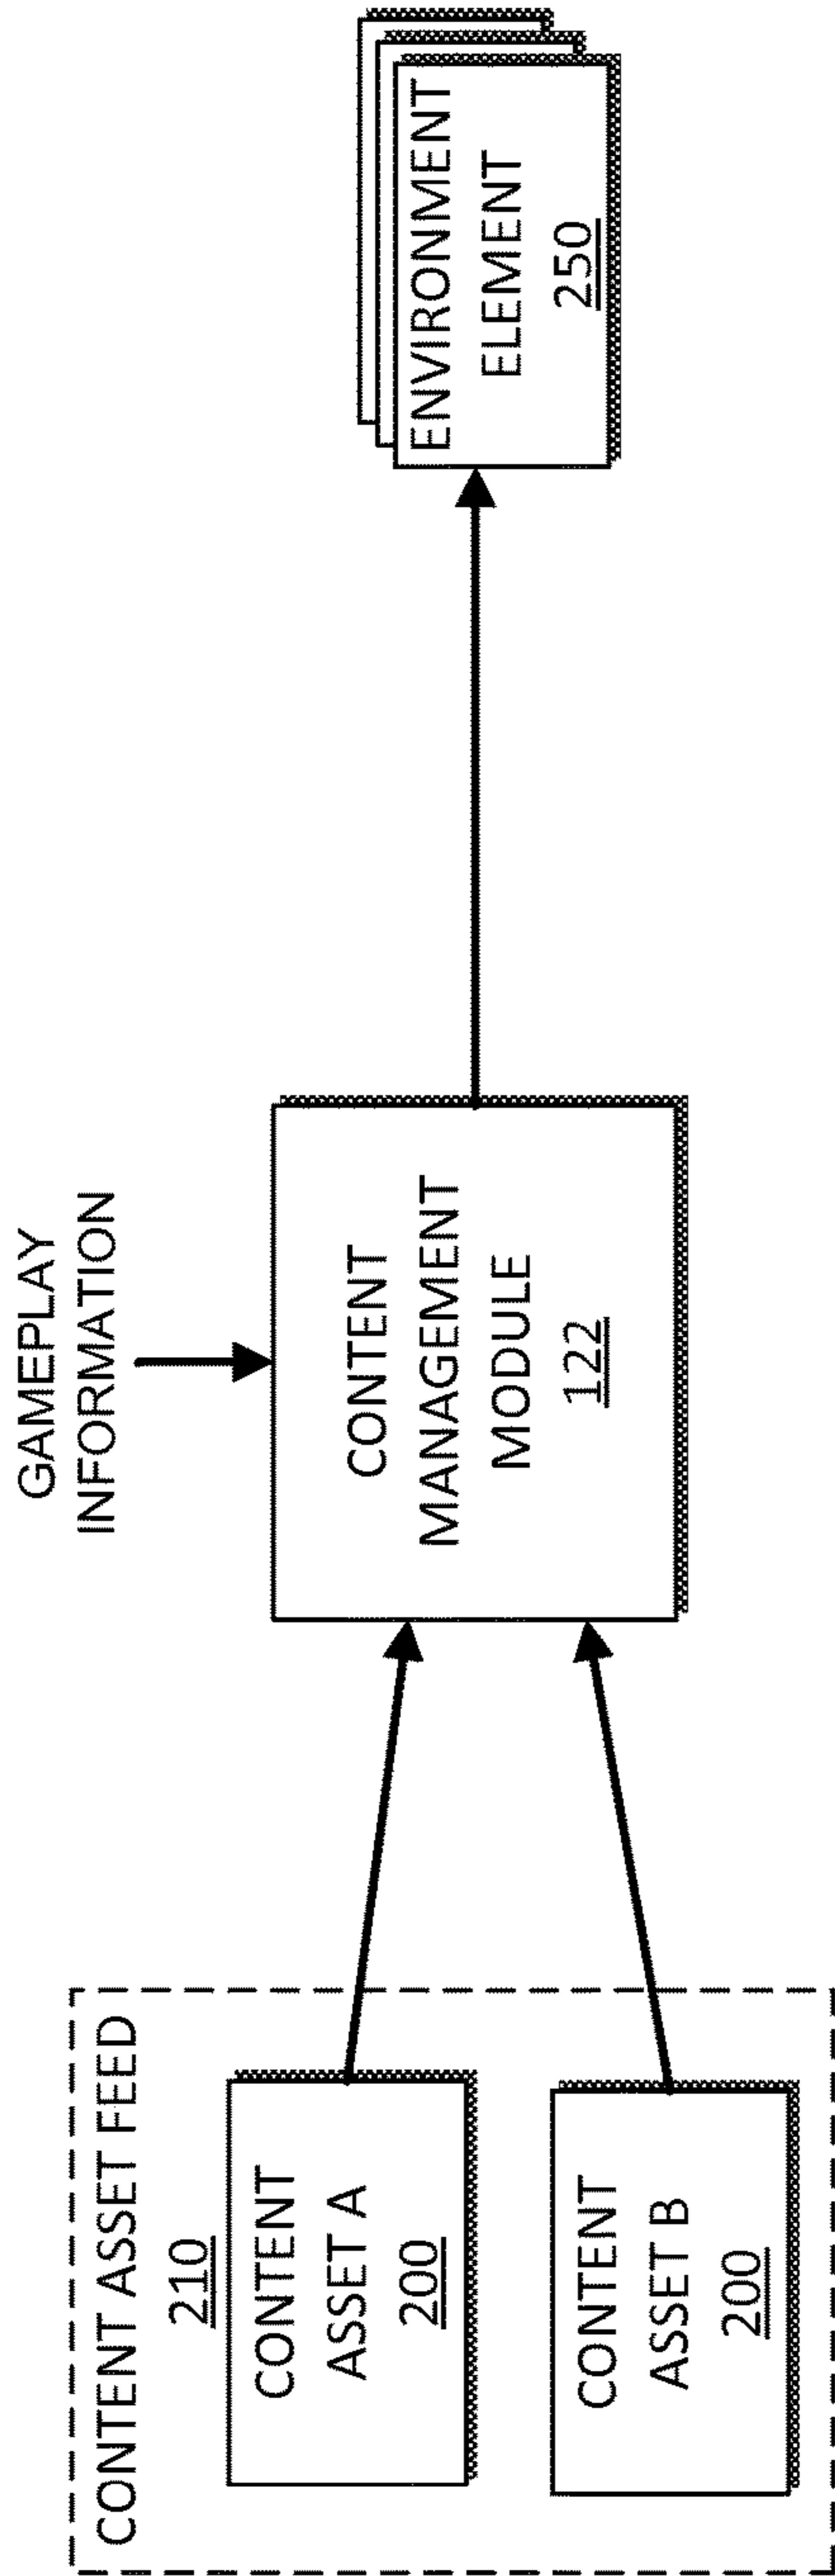 CONTENT ASSET FEED
210
CONTENT
ASSET A
200
CONTENT
ASSET B
200
GAMEPLAY
INFORMATION
CONTENT
MANAGEMENT
MODULE
122
ENVIRONMENT
ELEMENT
250